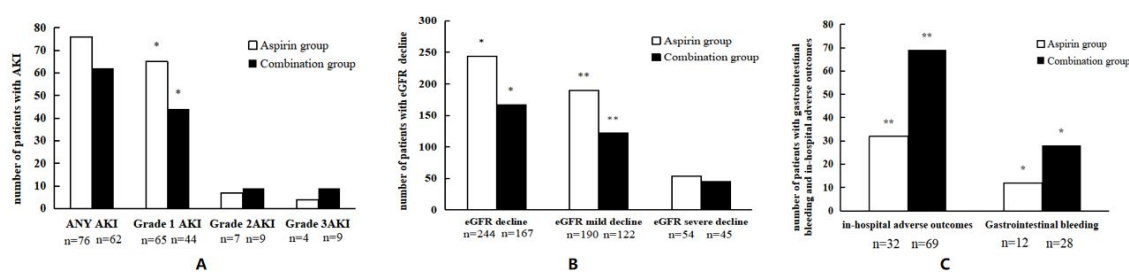 number of patients with AKI
80
70
60
50
40
30
20
10
0
Aspirin group
Combination group
*
*
ANY AKI Grade 1 AKI Grade 2AKI Grade 3AKI
n=76 n=62 n=65 n=44 n=7 n=9 n=4 n=9
A
number of patients with eGFR decline
300
250
200
150
100
50
0
Aspirin group
Combination group
*
*
**
**
eGFR decline eGFR mild decline eGFR severe decline
n=244 n=167 n=190 n=122 n=54 n=45
B
number of patients with gastrointestinal
bleeding and in-hospital adverse outcomes
80
70
60
50
40
30
20
10
0
Aspirin group
Combination group
**
**
*
*
in-hospital adverse outcomes Gastrointestinal bleeding
n=32 n=69 n=12 n=28
C